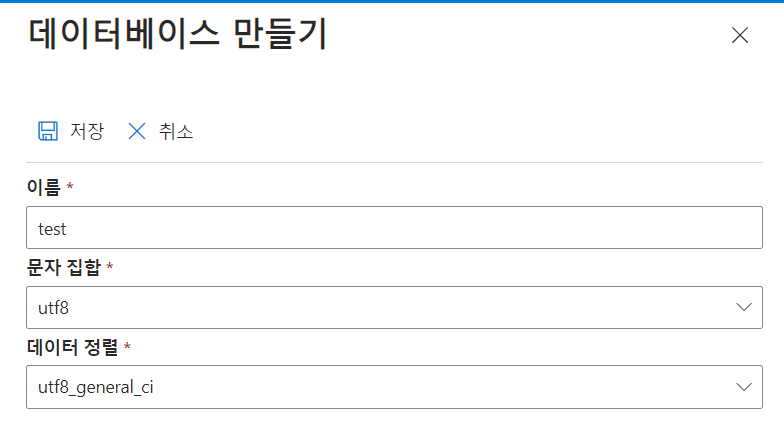 데이터베이스 만들기
저장 취소
이름 *
test
문자 집합 *
utf8
데이터 정렬 *
utf8_general_ci